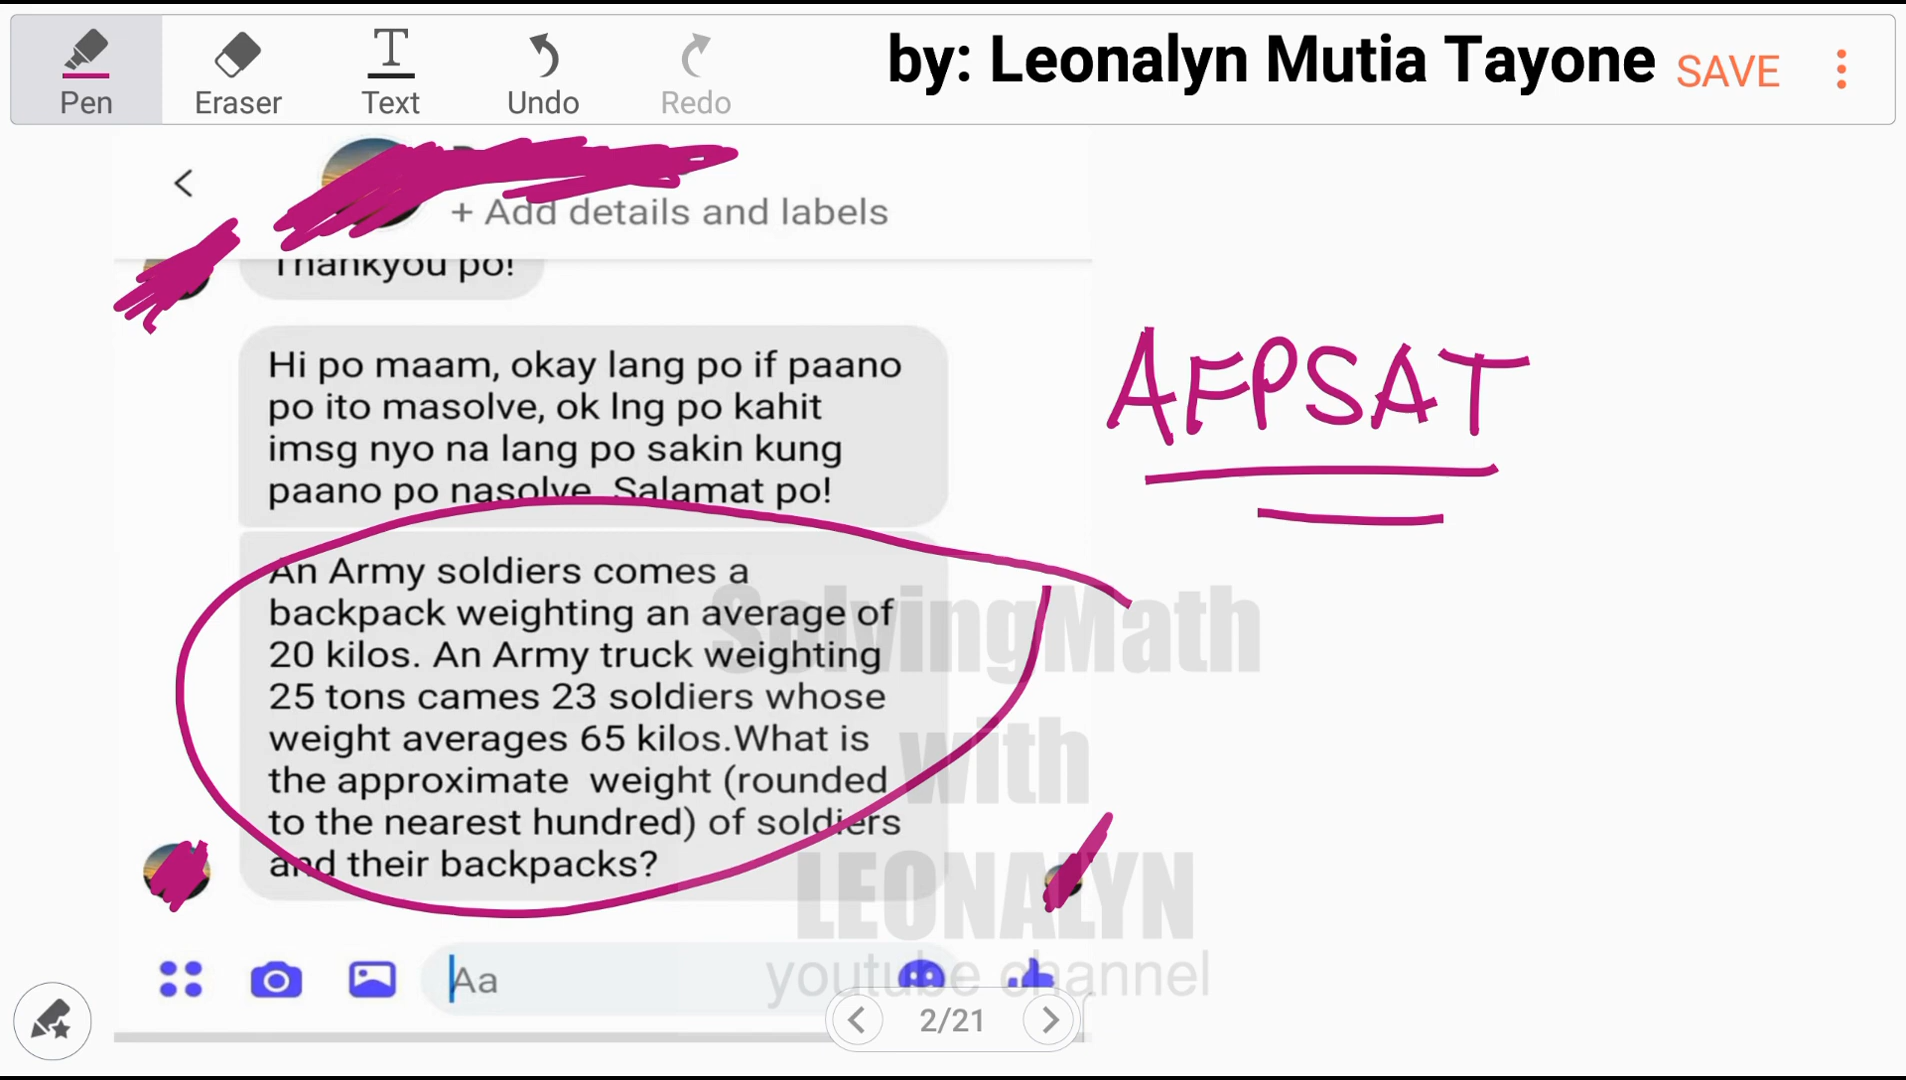 Pen
Eraser
Text
Undo
Redo
by: Leonalyn Mutia Tayone
SAVE
+ Add details and labels
Thankyou po!
Hi po maam, okay lang po if paano
po ito masolve, ok lng po kahit
imsg nyo na lang po sakin kung
paano po nasolve. Salamat po!
An Army soldiers comes a
backpack weighting an average of
20 kilos. An Army truck weighting
25 tons cames 23 soldiers whose
weight averages 65 kilos.What is
the approximate weight (rounded
to the nearest hundred) of soldiers
and their backpacks?
AFPSAT
SolvingMath
with
LEONALYN
youtube channel
Aa
2/21